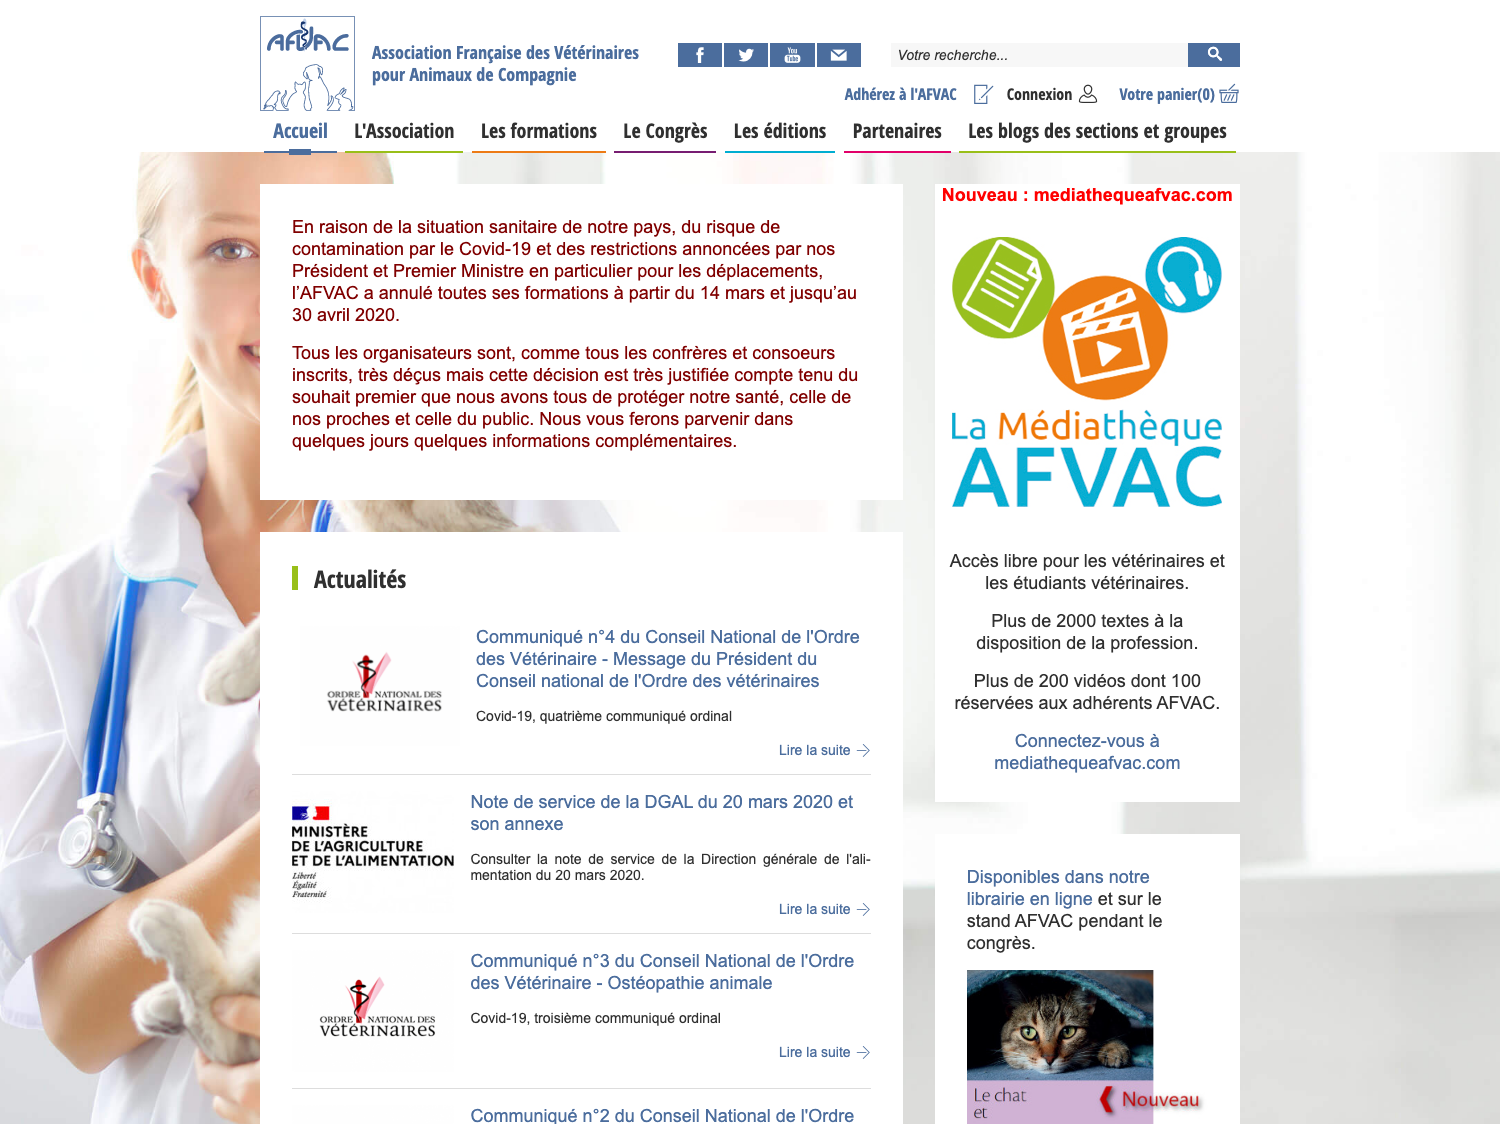 AFVAC
Association Française des Vétérinaires
pour Animaux de Compagnie
You
Tube
Votre recherche...
Adhérez à l'AFVAC
Connexion
Votre panier(0)
Accueil
L'Association
Les formations
Le Congrès
Les éditions
Partenaires
Les blogs des sections et groupes
En raison de la situation sanitaire de notre pays, du risque de
contamination par le Covid-19 et des restrictions annoncées par nos
Président et Premier Ministre en particulier pour les déplacements,
l'AFVAC a annulé toutes ses formations à partir du 14 mars et jusqu'au
30 avril 2020.
Tous les organisateurs sont, comme tous les confrères et consoeurs
inscrits, très déçus mais cette décision est très justifiée compte tenu du
souhait premier que nous avons tous de protéger notre santé, celle de
nos proches et celle du public. Nous vous ferons parvenir dans
quelques jours quelques informations complémentaires.
Actualités
ORDRE NATIONAL DES
vétérinaires
Communiqué n°4 du Conseil National de l'Ordre
des Vétérinaire - Message du Président du
Conseil national de l'Ordre des vétérinaires
Covid-19, quatrième communiqué ordinal
Lire la suite
MINISTÈRE
DE L'AGRICULTURE
ET DE L'ALIMENTATION
Liberté
Égalité
Fraternité
Note de service de la DGAL du 20 mars 2020 et
son annexe
Consulter la note de service de la Direction générale de l'ali-
mentation du 20 mars 2020.
Lire la suite
ORDRE NATIONAL DES
vétérinaires
Communiqué n°3 du Conseil National de l'Ordre
des Vétérinaire - Ostéopathie animale
Covid-19, troisième communiqué ordinal
Lire la suite
Communiqué n°2 du Conseil National de l'Ordre
Nouveau : mediathequeafvac.com
La Médiathèque
AFVAC
Accès libre pour les vétérinaires et
les étudiants vétérinaires.
Plus de 2000 textes à la
disposition de la profession.
Plus de 200 vidéos dont 100
réservées aux adhérents AFVAC.
Connectez-vous à
mediathequeafvac.com
Disponibles dans notre
librairie en ligne et sur le
stand AFVAC pendant le
congrès.
Le chat
et
Nouveau